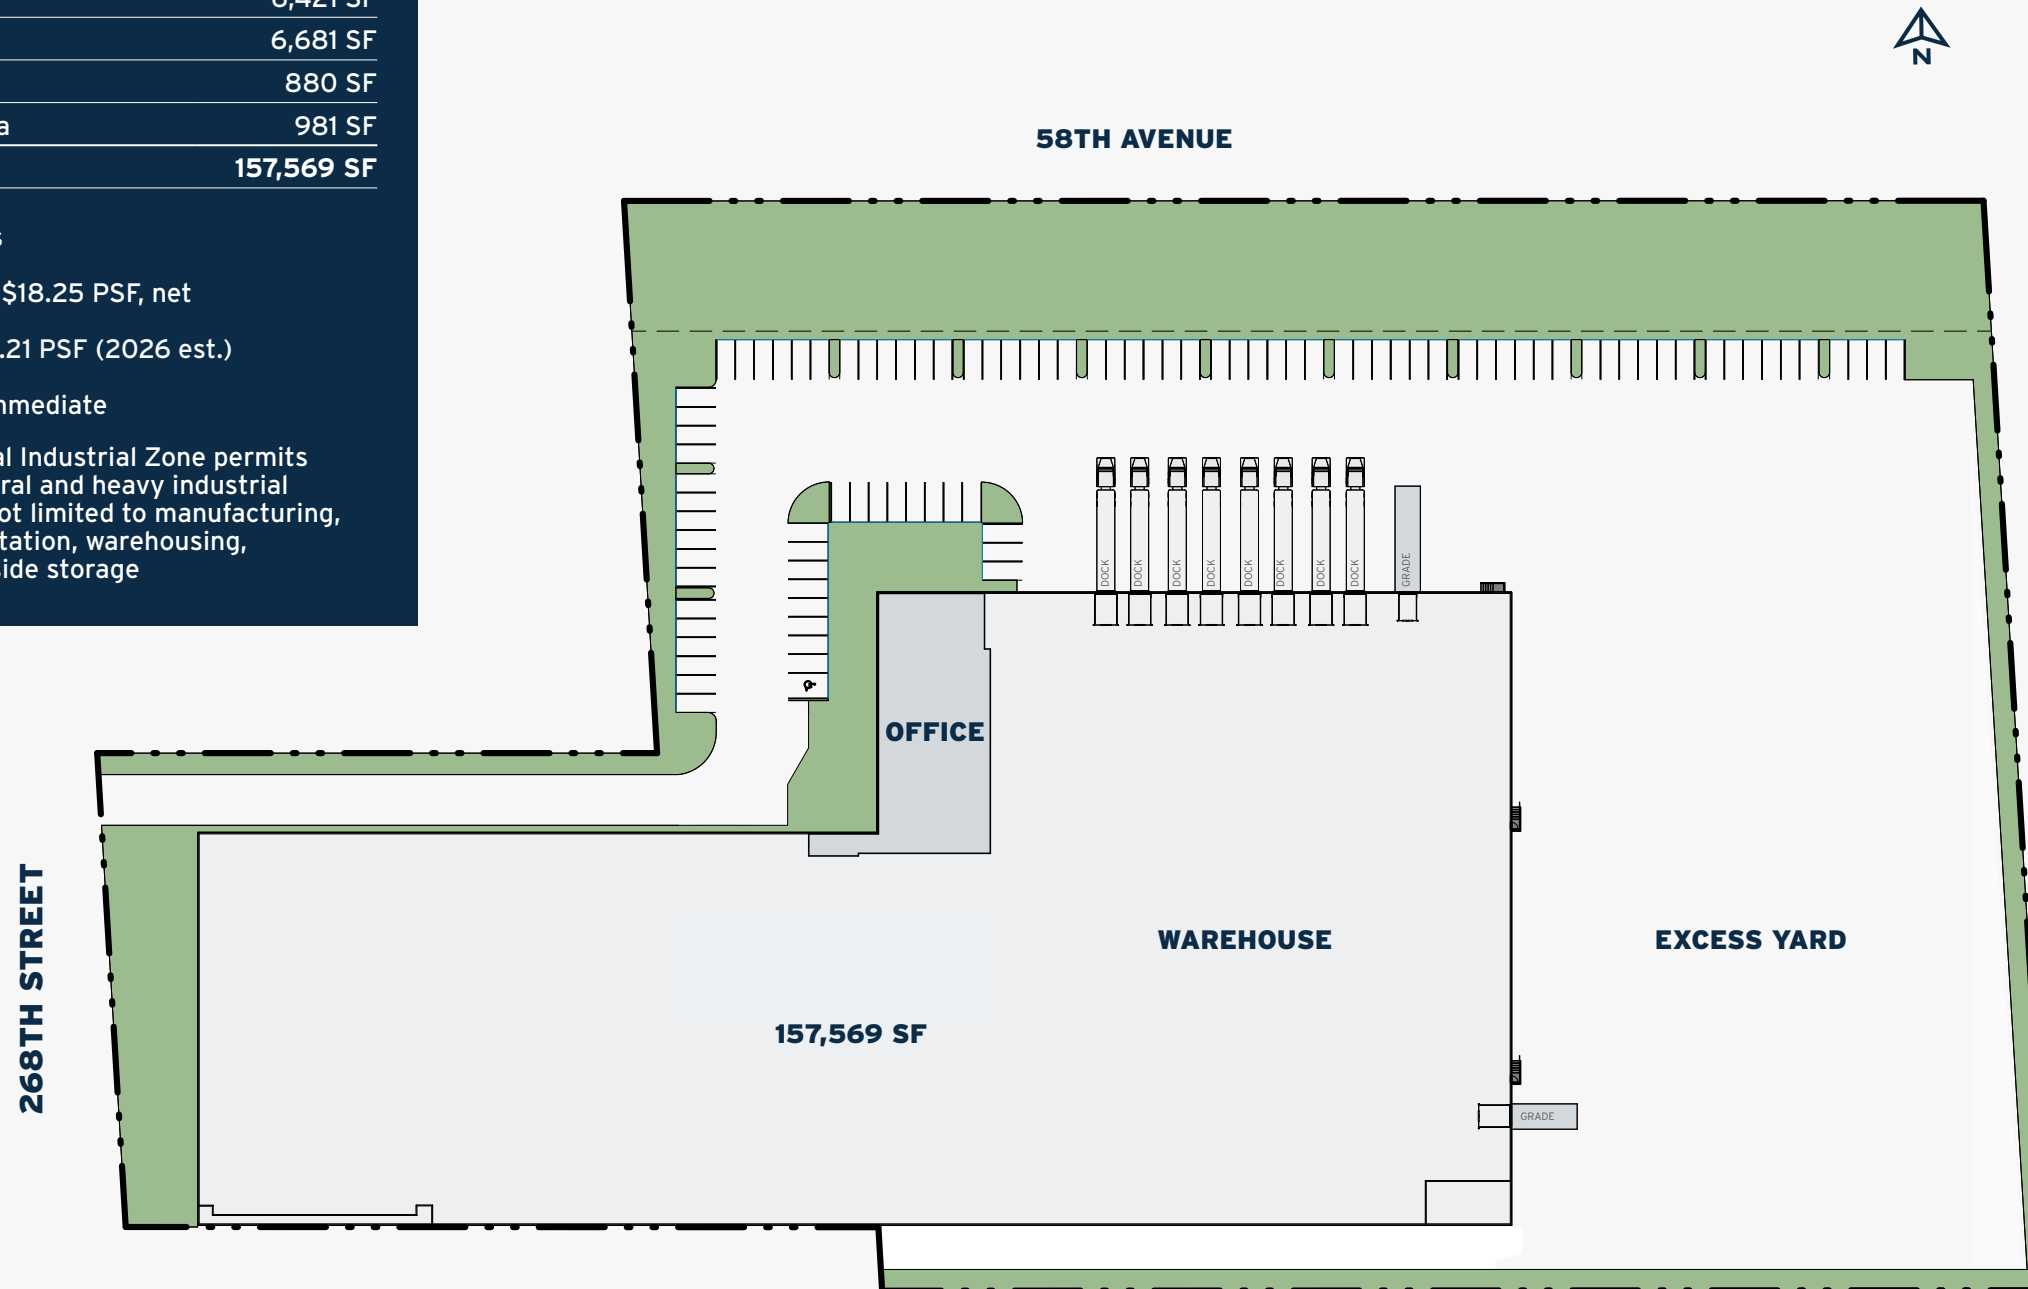 6,681 SF
880 SF
a 981 SF
157,569 SF
s
$18.25 PSF, net
.21 PSF (2026 est.)
mmediate
al Industrial Zone permits
ral and heavy industrial
ot limited to manufacturing,
tation, warehousing,
side storage
N
58TH AVENUE
DOCK DOCK DOCK DOCK DOCK DOCK DOCK DOCK GRADE
OFFICE
WAREHOUSE
EXCESS YARD
268TH STREET
157,569 SF
GRADE